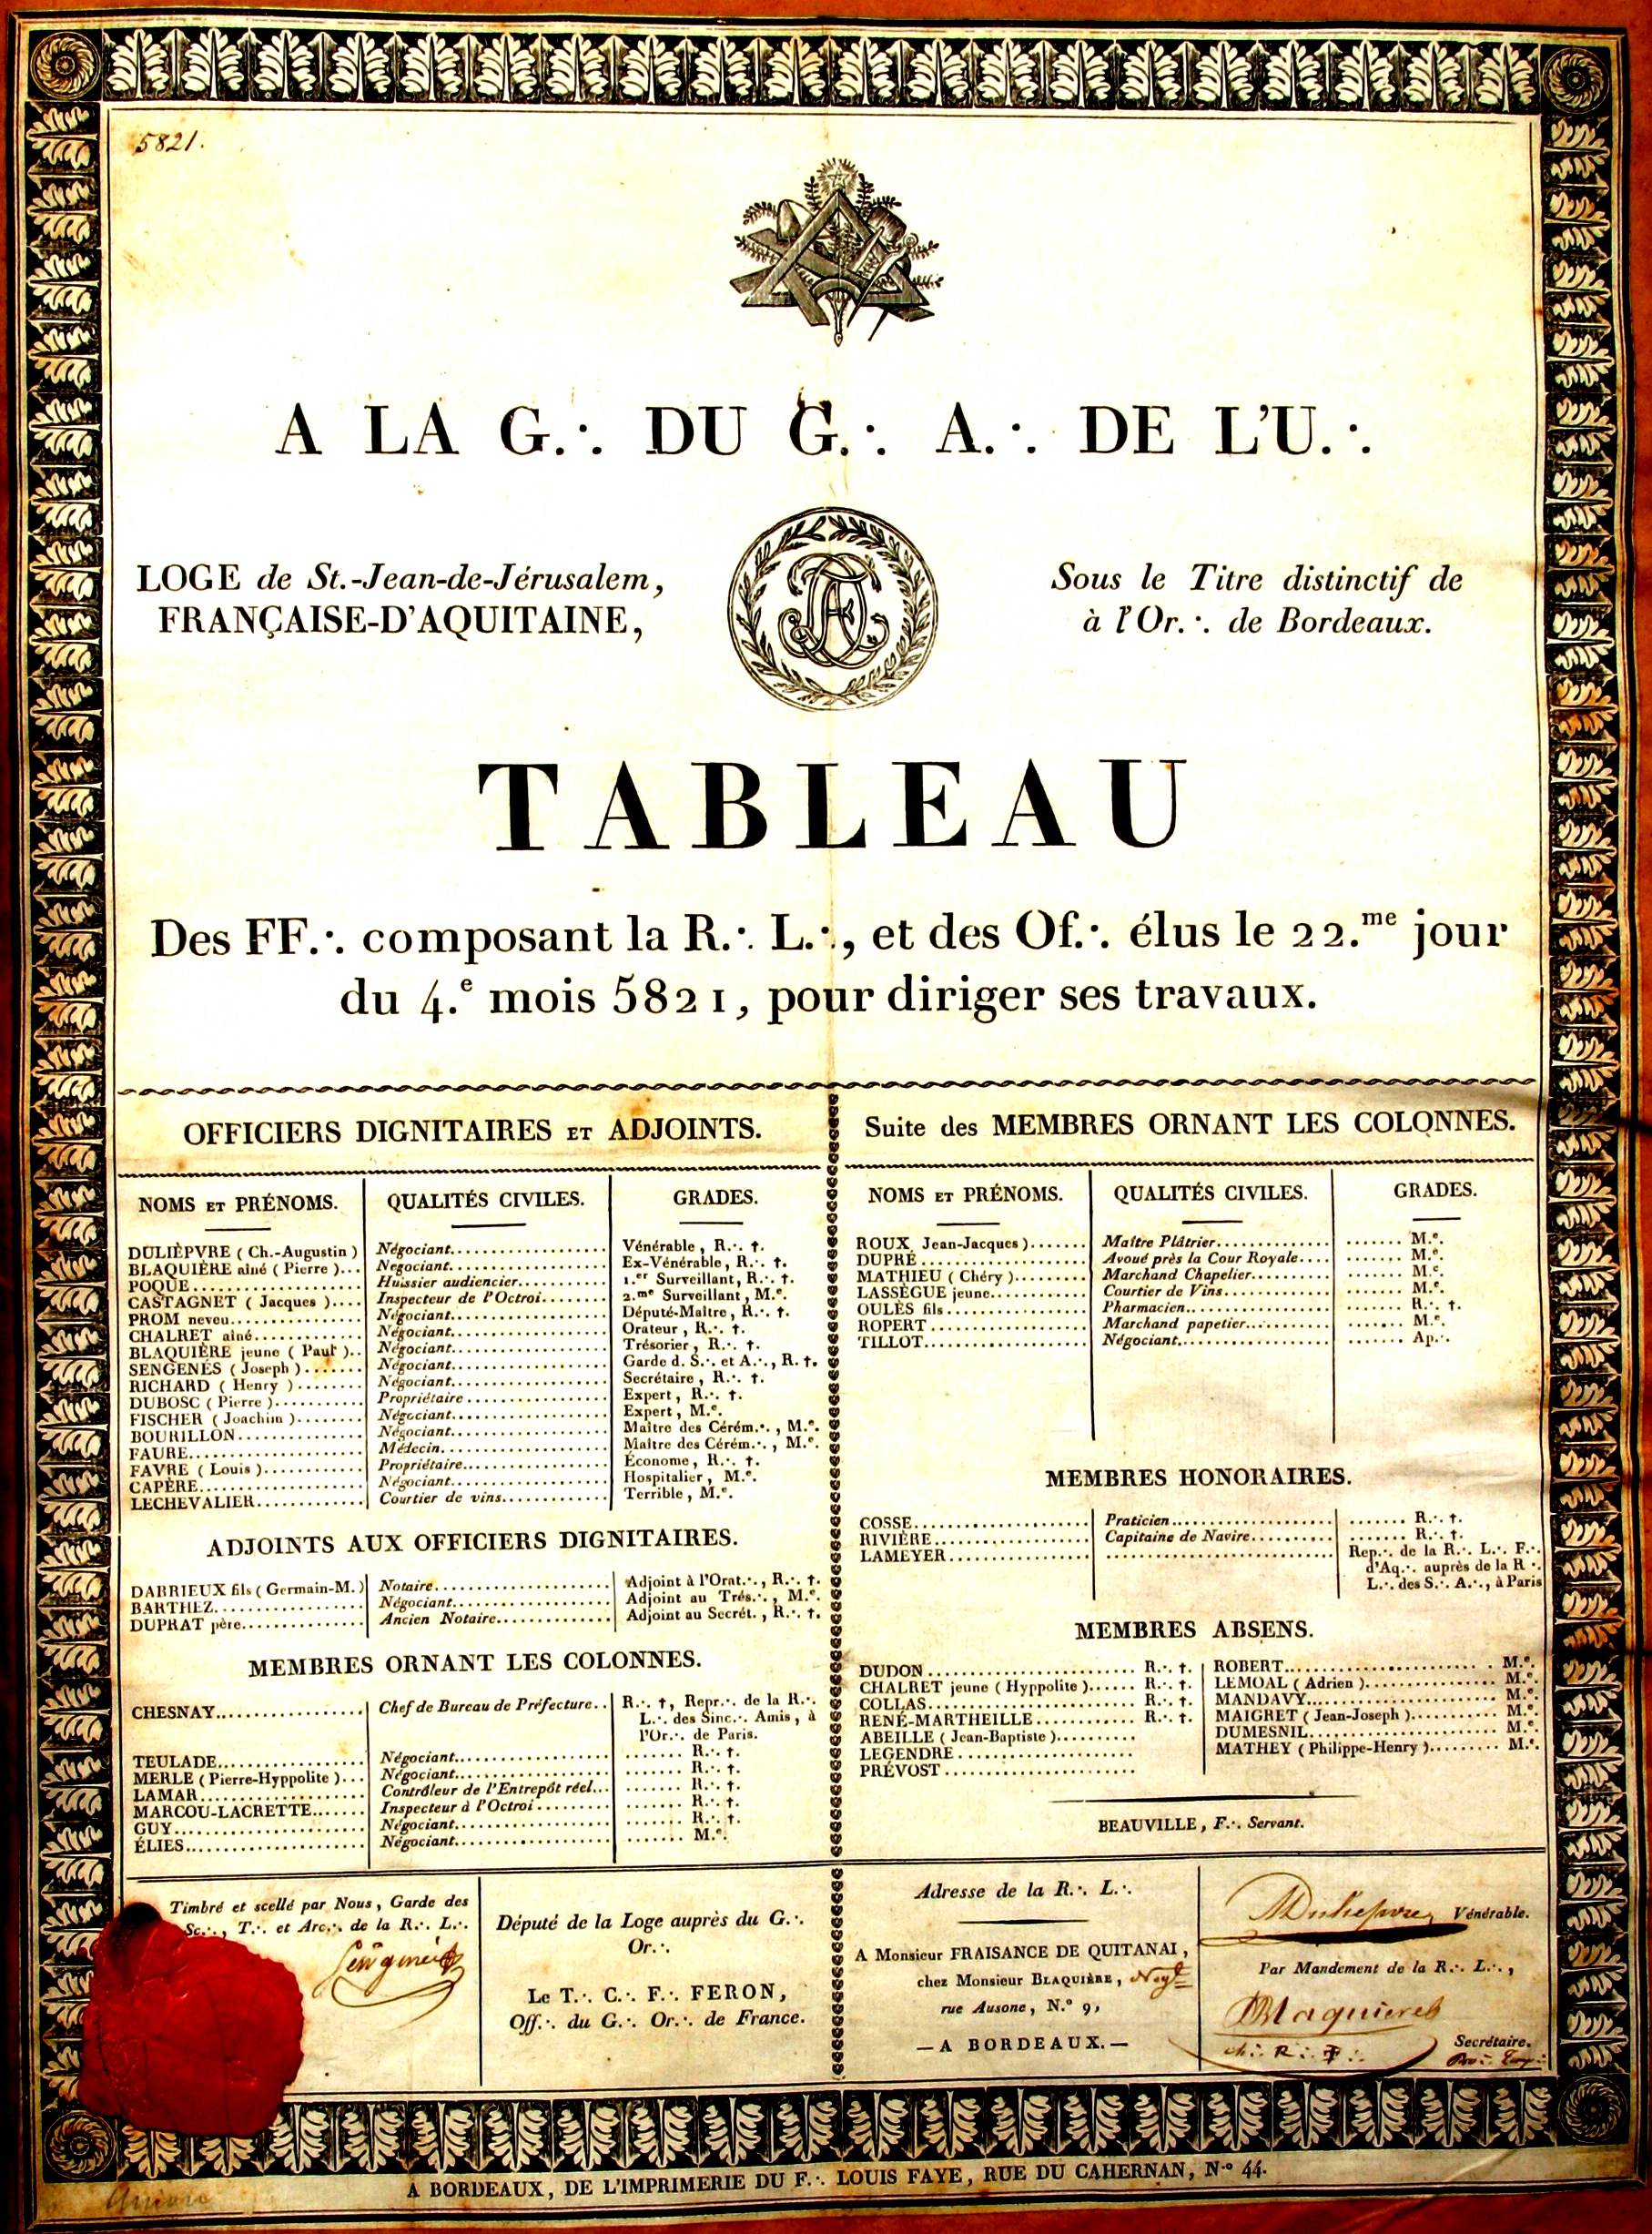 5821.
A LA G.·. DU G.·. A.·. DE L'U.·.
LOGE de St.-Jean-de-Jérusalem,
FRANÇAISE-D'AQUITAINE,
Sous le Titre distinctif de
à l'Or.·. de Bordeaux.
TABLEAU
Des FF.·. composant la R.·. L.·., et des Of.·. élus le 22.me jour
du 4.e mois 5821, pour diriger ses travaux.
OFFICIERS DIGNITAIRES ET ADJOINTS.
NOMS ET PRÉNOMS. QUALITÉS CIVILES. GRADES.
DULIÈPVRE (Ch.-Augustin) Négociant. Vénérable, R.·. †.
BLAQUIÈRE aîné (Pierre) Négociant. Ex-Vénérable, R.·. †.
POQUE Huissier audiencier. 1.er Surveillant, R.·. †.
CASTAGNET (Jacques) Inspecteur de l'Octroi. 2.me Surveillant, M.e.
PROM neveu Négociant. Député-Maître, R.·. †.
CHALRET aîné Négociant. Orateur, R.·. †.
BLAQUIÈRE jeune (Paul) Négociant. Trésorier, R.·. †.
SENGENÈS (Joseph) Négociant. Garde d. S.·. et A.·., R. †.
RICHARD (Henry) Négociant. Secrétaire, R.·. †.
DUBOSC (Pierre) Propriétaire Expert, R.·. †.
FISCHER (Joachim) Négociant. Expert, M.e.
BOURILLON Négociant. Maître des Cérém.·., M.e.
FAURE Médecin. Maître des Cérém.·., M.e.
FAVRE (Louis) Propriétaire. Économe, R.·. †.
CAPÈRE Négociant. Hospitalier, M.e.
LECHEVALIER Courtier de vins. Terrible, M.e.
ADJOINTS AUX OFFICIERS DIGNITAIRES.
DABRIEUX fils (Germain-M.) Notaire. Adjoint à l'Orat.·., R.·. †.
BARTHEZ Négociant. Adjoint au Trés.·., M.e.
DUPRAT père Ancien Notaire. Adjoint au Secrét., R.·. †.
MEMBRES ORNANT LES COLONNES.
CHESNAY Chef de Bureau de Préfecture. R.·. †, Repr.·. de la R.·.
L.·. des Sinc.·. Amis, à
l'Or.·. de Paris.
TEULADE Négociant. R.·. †.
MERLE (Pierre-Hyppolite) Négociant. R.·. †.
LAMAR Contrôleur de l'Entrepôt réel. R.·. †.
MARCOU-LACRETTE Inspecteur à l'Octroi R.·. †.
GUY Négociant. R.·. †.
ÉLIES Négociant. M.e.
Suite des MEMBRES ORNANT LES COLONNES.
NOMS ET PRÉNOMS. QUALITÉS CIVILES. GRADES.
ROUX, Jean-Jacques) Maître Plâtrier. M.e.
DUPRÉ Avoué près la Cour Royale. M.e.
MATHIEU (Chéry) Marchand Chapelier. M.e.
LASSÈGUE jeune Courtier de Vins. M.e.
OULÈS fils Pharmacien. R.·. †.
ROPERT Marchand papetier. M.e.
TILLOT Négociant. Ap.·.
MEMBRES HONORAIRES.
COSSE Praticien R.·. †.
RIVIÈRE Capitaine de Navire R.·. †.
LAMEYER Rep.·. de la R.·. L.·. F.·.
d'Aq.·. auprès de la R.·.
L.·. des S.·. A.·., à Paris
MEMBRES ABSENS.
DUDON R.·. †.
CHALRET jeune (Hyppolite) R.·. †.
COLLAS R.·. †.
RENÉ-MARTHEILLE R.·. †.
ABEILLE (Jean-Baptiste)
LEGENDRE
PRÉVOST
ROBERT M.e.
LEMOAL (Adrien) M.e.
MANDAVY M.e.
MAIGRET (Jean-Joseph) M.e.
DUMESNIL M.e.
MATHEY (Philippe-Henry) M.e.
BEAUVILLE, F.·. Servant.
Timbré et scellé par Nous, Garde des
Sc.·., T.·. et Arc.·. de la R.·. L.·.
Député de la Loge auprès du G.·.
Or.·.
Le T.·. C.·. F.·. FERON,
Off.·. du G.·. Or.·. de France.
Adresse de la R.·. L.·.
A Monsieur FRAISANCE DE QUITANAI,
chez Monsieur BLAQUIÈRE, Negt
rue Ausone, N.° 9,
— A BORDEAUX. —
Duliepvre Vénérable.
Par Mandement de la R.·. L.·.,
Blaquiere
ch.·. R.·. †.·. Secrétaire.
A BORDEAUX, DE L'IMPRIMERIE DU F.·. LOUIS FAYE, RUE DU CAHERNAN, N.° 44.